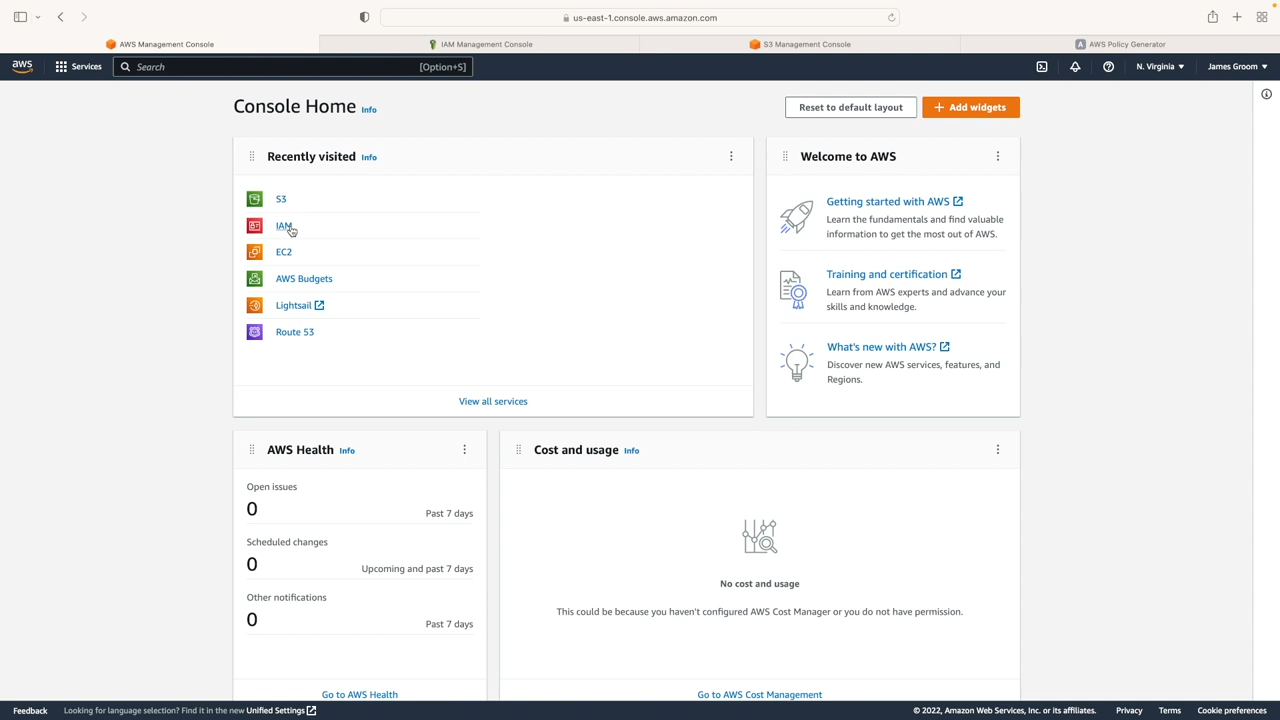 us-east-1.console.aws.amazon.com
AWS Management Console
IAM Management Console
S3 Management Console
A AWS Policy Generator
aws Services Search [Option+S] N. Virginia James Groom
Console Home Info
Reset to default layout
Add widgets
Recently visited Info
S3
IAM
EC2
AWS Budgets
Lightsail
Route 53
View all services
Welcome to AWS
Getting started with AWS
Learn the fundamentals and find valuable
information to get the most out of AWS.
Training and certification
Learn from AWS experts and advance your
skills and knowledge.
What's new with AWS?
Discover new AWS services, features, and
Regions.
AWS Health Info
Open issues
0 Past 7 days
Scheduled changes
0 Upcoming and past 7 days
Other notifications
0 Past 7 days
Go to AWS Health
Cost and usage Info
No cost and usage
This could be because you haven't configured AWS Cost Manager or you do not have permission.
Go to AWS Cost Management
Feedback Looking for language selection? Find it in the new Unified Settings © 2022, Amazon Web Services, Inc. or its affiliates. Privacy Terms Cookie preferences